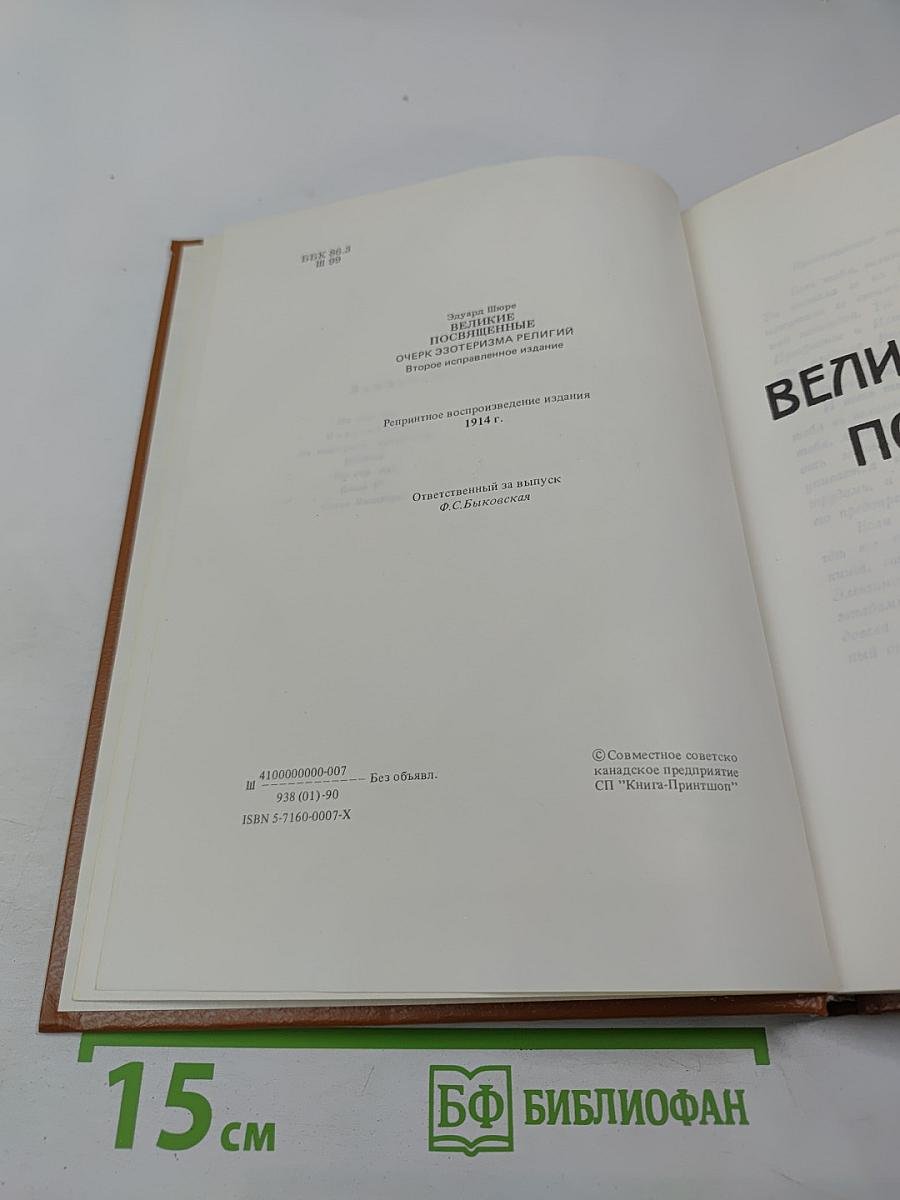 ББК 86.3
Ш 99
Эдуард Шюре
ВЕЛИКИЕ
ПОСВЯЩЕННЫЕ
ОЧЕРК ЭЗОТЕРИЗМА РЕЛИГИЙ
Второе исправленное издание
Репринтное воспроизведение издания
1914 г.
Ответственный за выпуск
Ф.С.Быковская
Ш 4100000000-007 Без объявл.
938 (01)-90
ISBN 5-7160-0007-X
©Совместное советско
канадское предприятие
СП ”Книга-Принтшоп”
ВЕЛИ
ПО
15 см
БФ БИБЛИОФАН